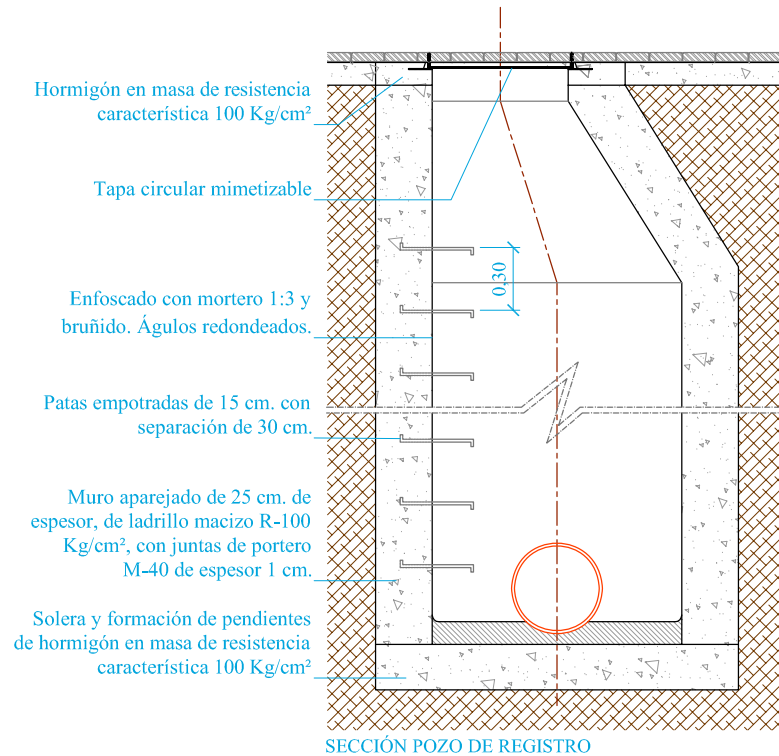 Hormigón en masa de resistencia
característica 100 Kg/cm²
Tapa circular mimetizable
0,30
Enfoscado con mortero 1:3 y
bruñido. Águlos redondeados.
Patas empotradas de 15 cm. con
separación de 30 cm.
Muro aparejado de 25 cm. de
espesor, de ladrillo macizo R-100
Kg/cm², con juntas de portero
M-40 de espesor 1 cm.
Solera y formación de pendientes
de hormigón en masa de resistencia
característica 100 Kg/cm²
SECCIÓN POZO DE REGISTRO